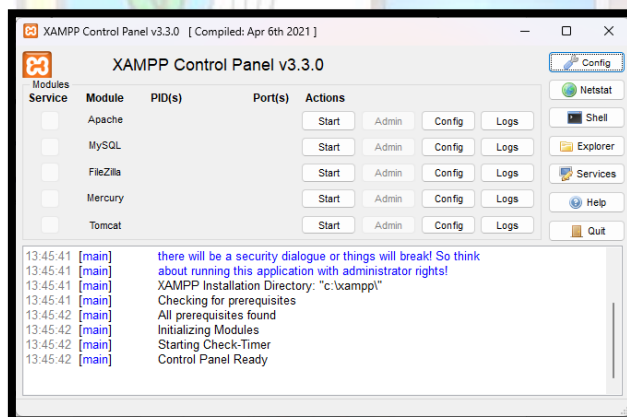 XAMPP Control Panel v3.3.0 [ Compiled: Apr 6th 2021 ]
XAMPP Control Panel v3.3.0
Config
Modules
Service Module PID(s) Port(s) Actions
Netstat
Apache Start Admin Config Logs
Shell
MySQL Start Admin Config Logs
Explorer
FileZilla Start Admin Config Logs
Services
Mercury Start Admin Config Logs
Help
Tomcat Start Admin Config Logs
Quit
13:45:41 [main] there will be a security dialogue or things will break! So think
13:45:41 [main] about running this application with administrator rights!
13:45:41 [main] XAMPP Installation Directory: "c:\xampp\"
13:45:41 [main] Checking for prerequisites
13:45:42 [main] All prerequisites found
13:45:42 [main] Initializing Modules
13:45:42 [main] Starting Check-Timer
13:45:42 [main] Control Panel Ready